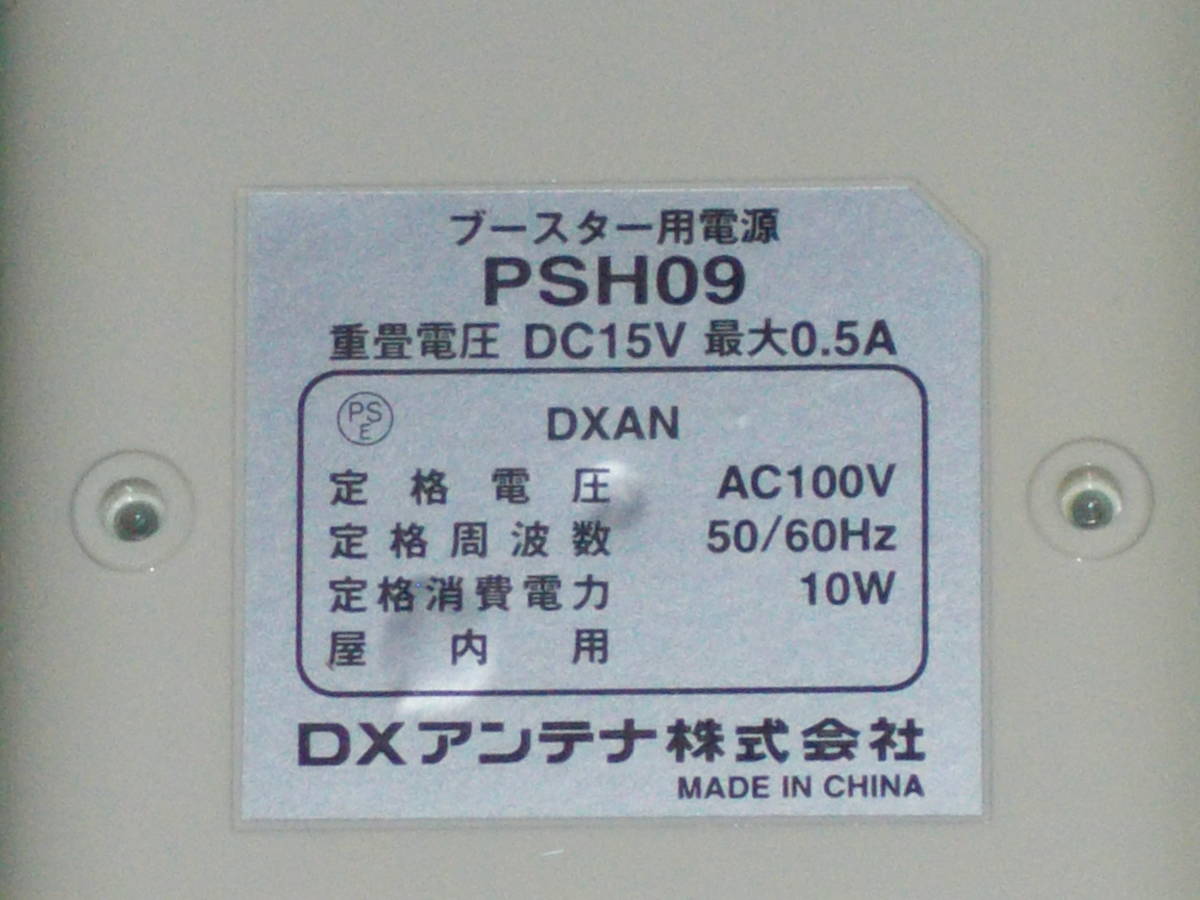 ブースター用電源
PSH09
重畳電圧 DC15V 最大0.5A
PSE DXAN
定格電圧 AC100V
定格周波数 50/60Hz
定格消費電力 10W
屋内用
DXアンテナ株式会社
MADE IN CHINA